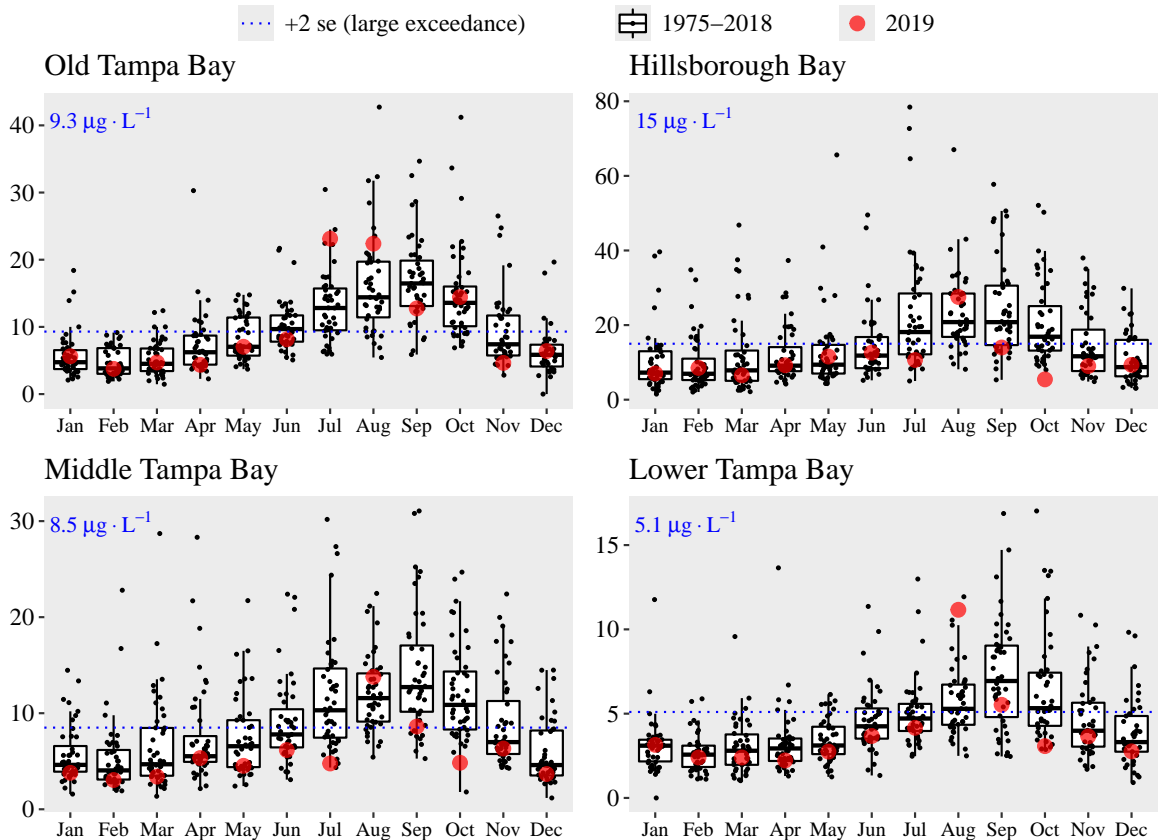 +2 se (large exceedance) 1975–2018 2019
Old Tampa Bay
9.3 μg · L⁻¹
40
30
20
10
0
Jan Feb Mar Apr May Jun Jul Aug Sep Oct Nov Dec
Hillsborough Bay
15 μg · L⁻¹
80
60
40
20
0
Jan Feb Mar Apr May Jun Jul Aug Sep Oct Nov Dec
Middle Tampa Bay
8.5 μg · L⁻¹
30
20
10
0
Jan Feb Mar Apr May Jun Jul Aug Sep Oct Nov Dec
Lower Tampa Bay
5.1 μg · L⁻¹
15
10
5
0
Jan Feb Mar Apr May Jun Jul Aug Sep Oct Nov Dec